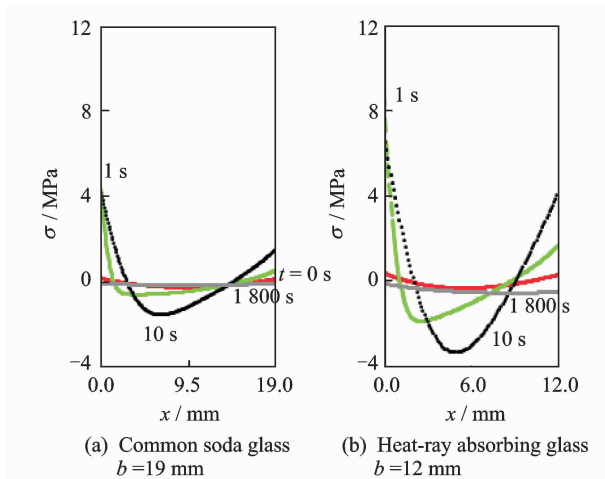 12
8
4
0
−4
σ / MPa
1 s
t = 0 s
1 800 s
10 s
0.0 9.5 19.0
x / mm
(a) Common soda glass
b =19 mm
12
8
4
0
−4
σ / MPa
1 s
1 800 s
10 s
0.0 6.0 12.0
x / mm
(b) Heat-ray absorbing glass
b =12 mm